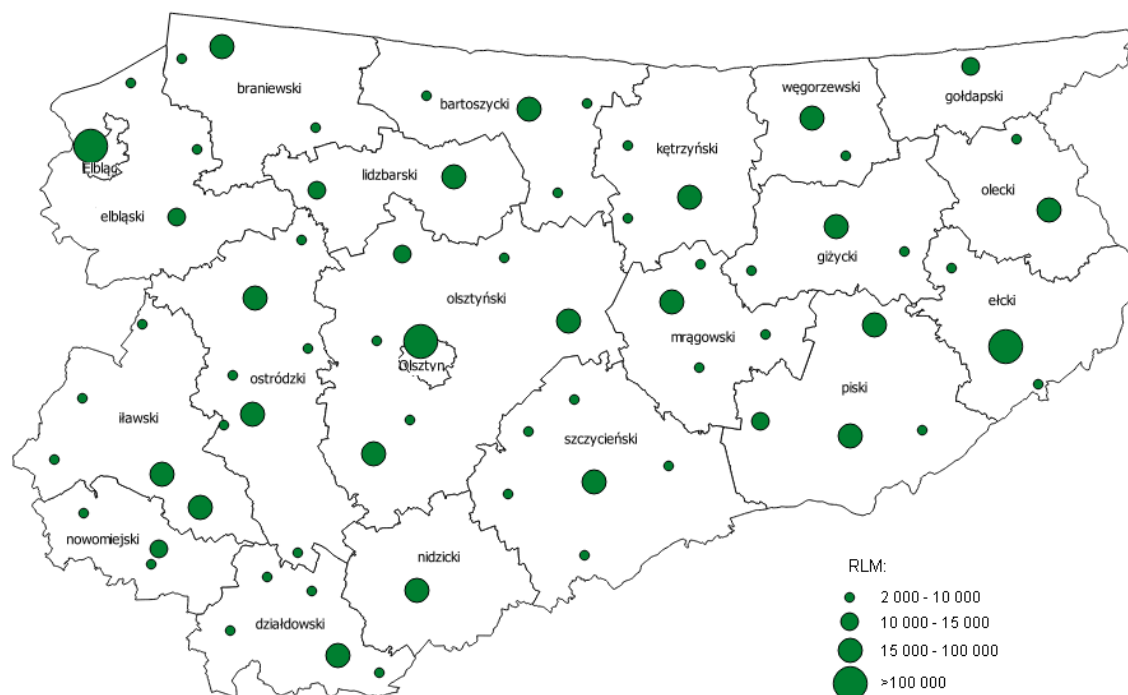 braniewski
bartoszycki
węgorzewski
gołdapski
kętrzyński
Elbląg
lidzbarski
olecki
elbląski
giżycki
olsztyński
ełcki
mrągowski
Olsztyn
ostródzki
piski
iławski
szczycieński
nowomiejski
nidzicki
działdowski
RLM:
2 000 - 10 000
10 000 - 15 000
15 000 - 100 000
>100 000